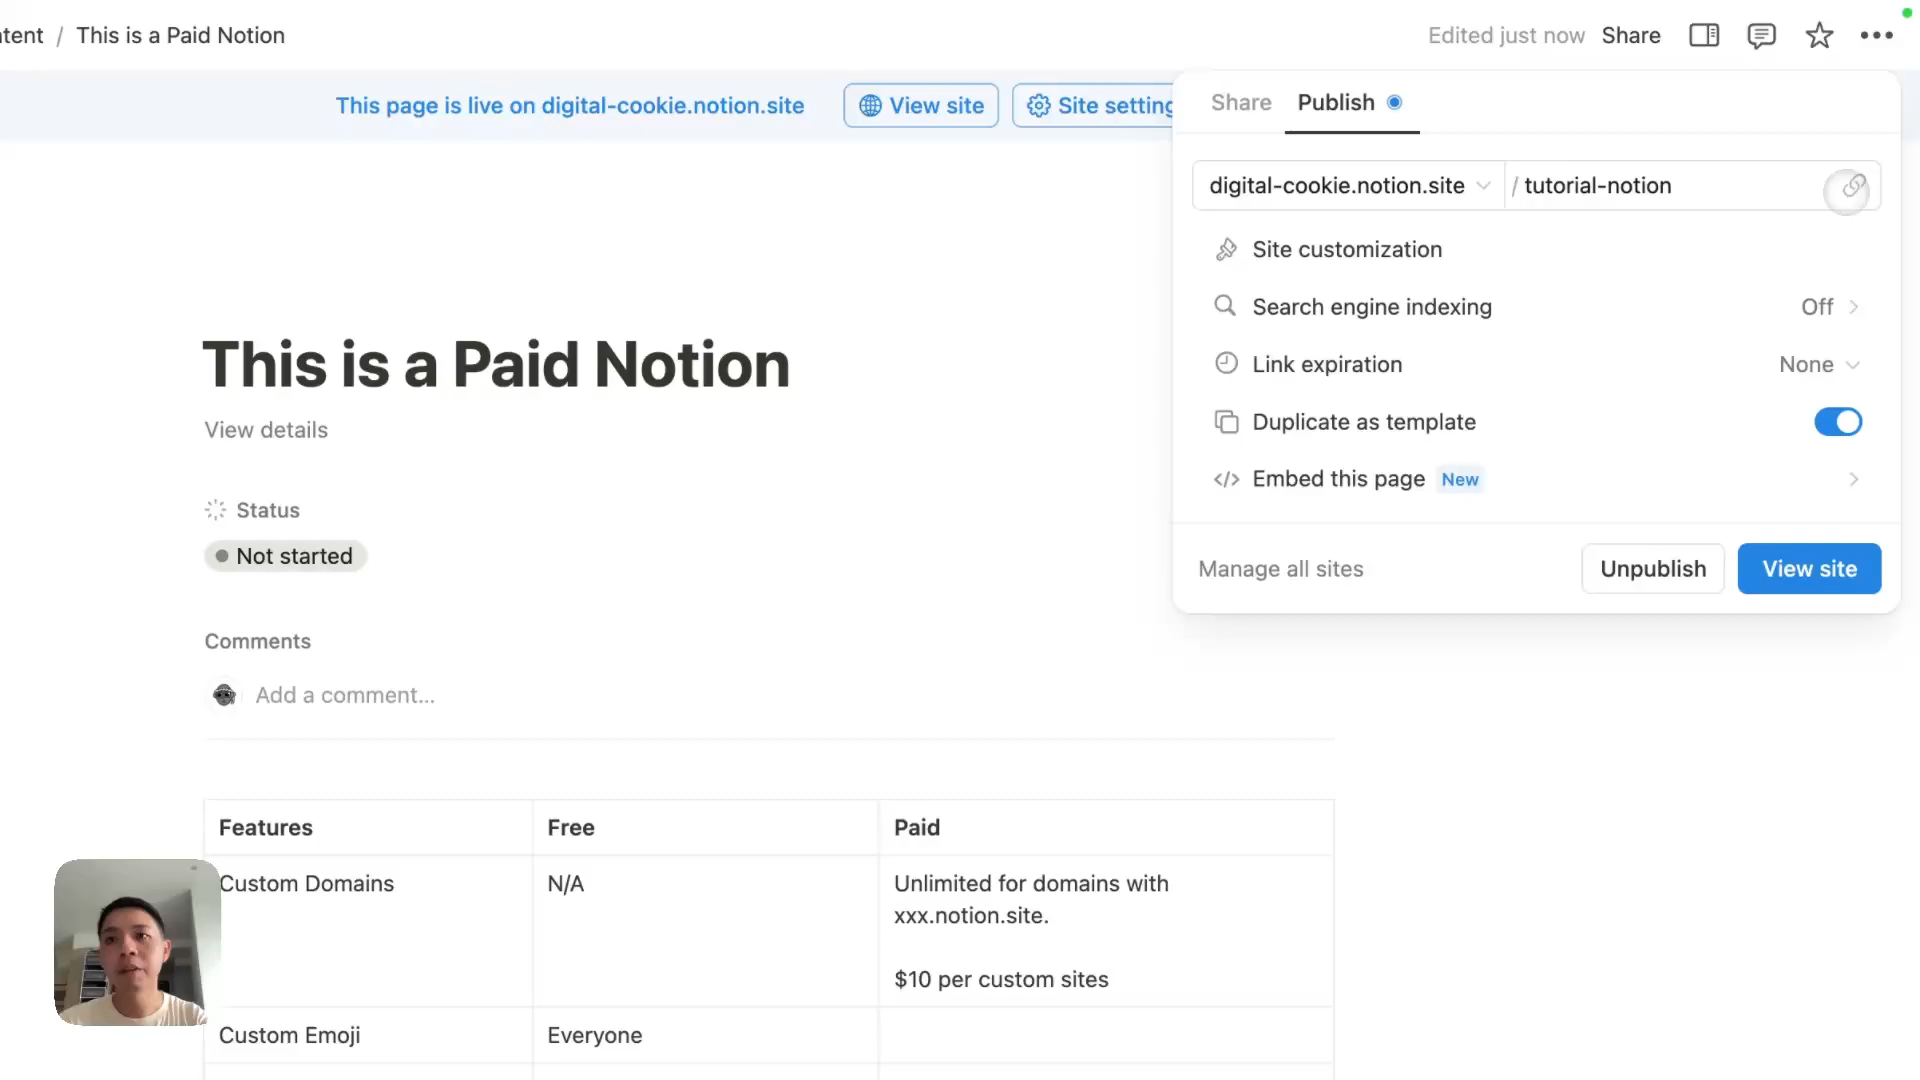 ntent / This is a Paid Notion
Edited just now Share
This page is live on digital-cookie.notion.site View site Site setting
Share Publish
digital-cookie.notion.site / tutorial-notion
Site customization
Search engine indexing Off
Link expiration None
Duplicate as template
Embed this page New
Manage all sites Unpublish View site
This is a Paid Notion
View details
Status
Not started
Comments
Add a comment...
Features Free Paid
Custom Domains N/A Unlimited for domains with
xxx.notion.site.
$10 per custom sites
Custom Emoji Everyone